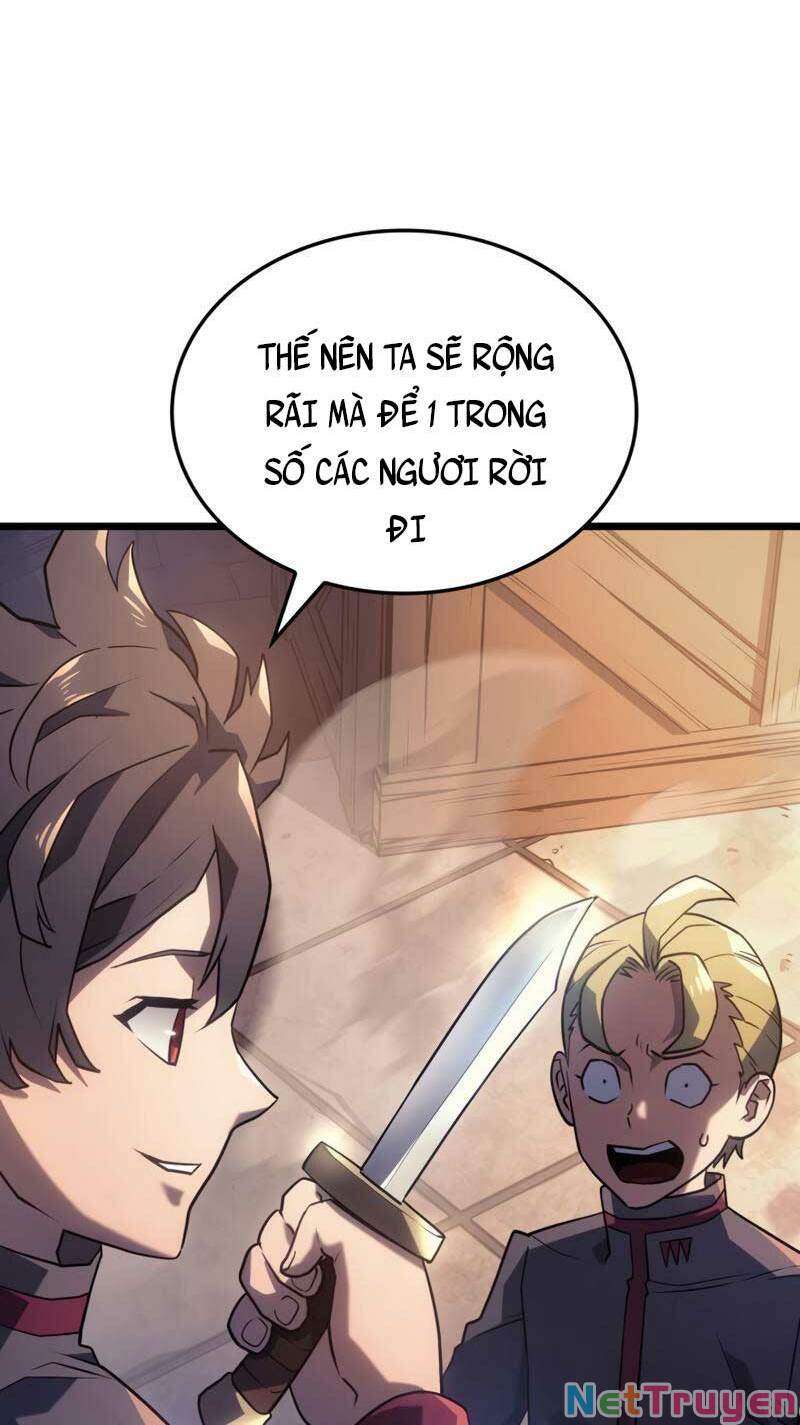 THẾ NÊN TA SẼ RỘNG
RÃI MÀ ĐỂ 1 TRONG
SỐ CÁC NGƯƠI RỜI
ĐI
NetTruyen